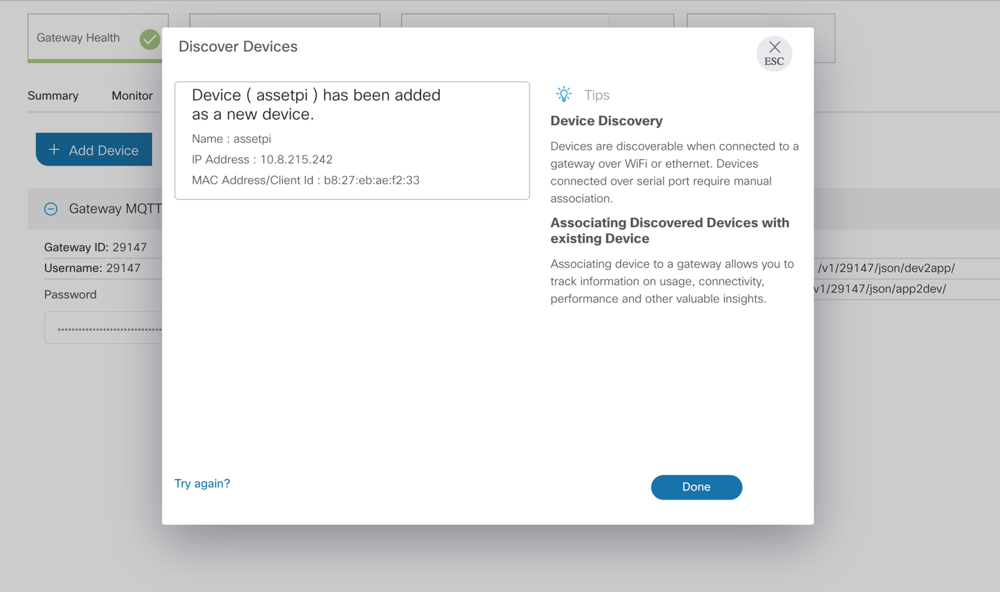 Gateway Health
Discover Devices
ESC
Summary
Monitor
Add Device
Gateway MQTT
Gateway ID: 29147
Username: 29147
Password
Device ( assetpi ) has been added
as a new device.
Name : assetpi
IP Address : 10.8.215.242
MAC Address/Client Id : b8:27:eb:ae:f2:33
Tips
Device Discovery
Devices are discoverable when connected to a
gateway over WiFi or ethernet. Devices
connected over serial port require manual
association.
Associating Discovered Devices with
existing Device
Associating device to a gateway allows you to
track information on usage, connectivity,
performance and other valuable insights.
/v1/29147/json/dev2app/
v1/29147/json/app2dev/
Try again?
Done